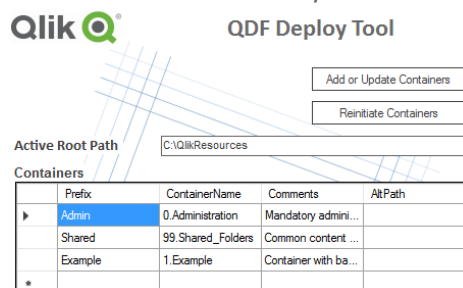 Qlik
QDF Deploy Tool
Add or Update Containers
Reinitiate Containers
Active Root Path
C:\QlikResources
Containers
Prefix ContainerName Comments AltPath
Admin 0.Administration Mandatory admini...
Shared 99.Shared_Folders Common content ...
Example 1.Example Container with ba...